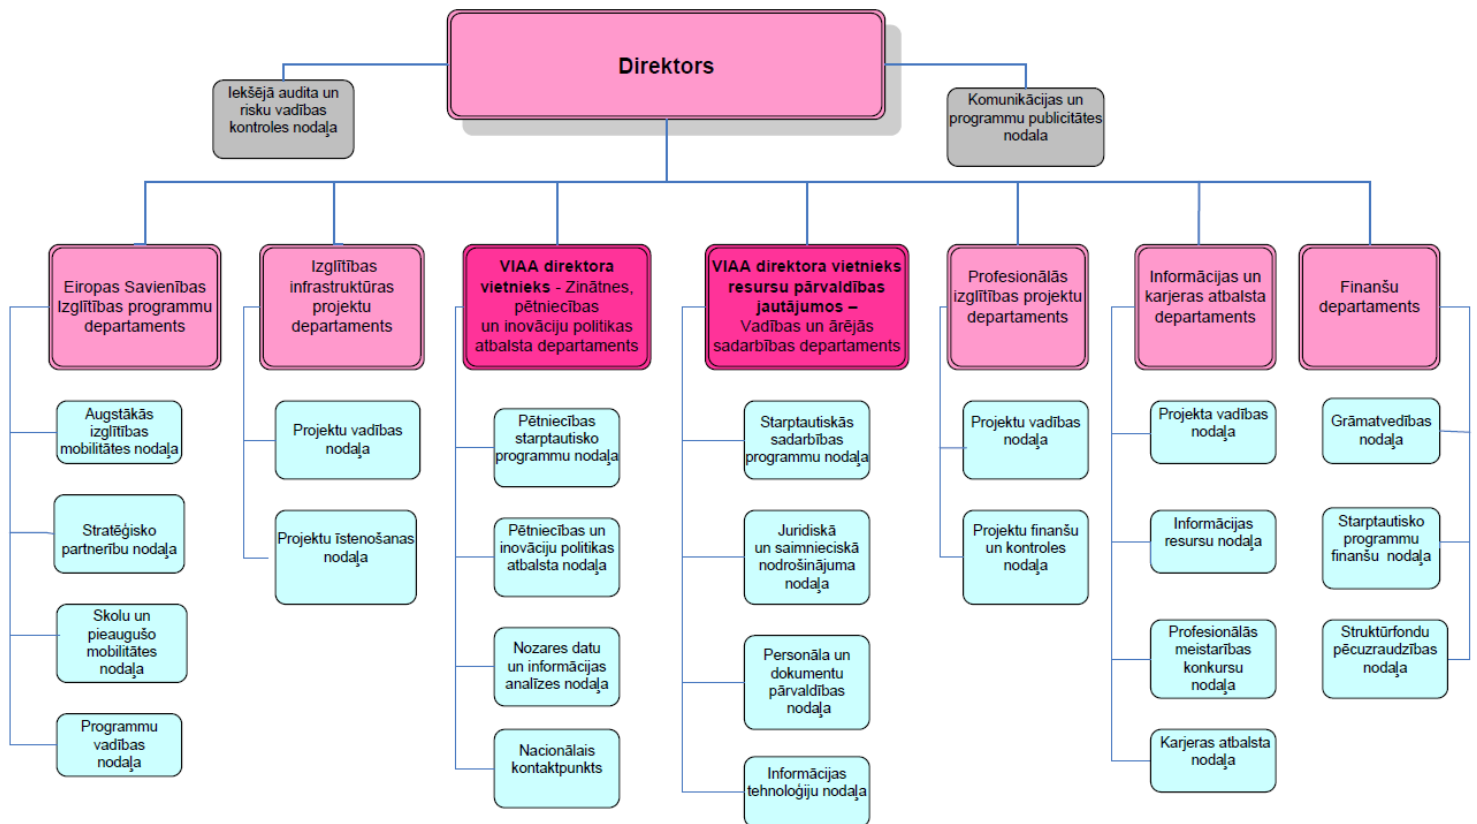 Direktors
Iekšējā audita un
risku vadības
kontroles nodaļa
Komunikācijas un
programmu publicitātes
nodala
Eiropas Savienības
Izglītības programmu
departaments
Izglītības
infrastruktūras
projektu
departaments
VIAA direktora
vietnieks - Zinātnes,
pētniecības
un inovāciju politikas
atbalsta departaments
VIAA direktora vietnieks
resursu pārvaldības
jautājumos –
Vadības un ārējās
sadarbības departaments
Profesionālās
izglītības projektu
departaments
Informācijas un
karjeras atbalsta
departaments
Finanšu
departaments
Augstākās
izglītības
mobilitātes nodaļa
Stratēģisko
partnerību nodaļa
Skolu un
pieaugušo
mobilitātes
nodaļa
Programmu
vadības
nodaļa
Projektu vadības
nodaļa
Projektu īstenošanas
nodaļa
Pētniecības
starptautisko
programmu nodaļa
Pētniecības un
inovāciju politikas
atbalsta nodaļa
Nozares datu
un informācijas
analīzes nodaļa
Nacionālais
kontaktpunkts
Starptautiskās
sadarbības
programmu nodaļa
Juridiskā
un saimnieciskā
nodrošinājuma
nodaļa
Personāla un
dokumentu
pārvaldības
nodaļa
Informācijas
tehnoloģiju nodaļa
Projektu vadības
nodaļa
Projektu finanšu
un kontroles
nodaļa
Projekta vadības
nodaļa
Informācijas
resursu nodaļa
Profesionālās
meistarības
konkursu
nodaļa
Karjeras atbalsta
nodaļa
Grāmatvedības
nodaļa
Starptautisko
programmu
finanšu nodaļa
Struktūrfondu
pēcuzraudzības
nodaļa